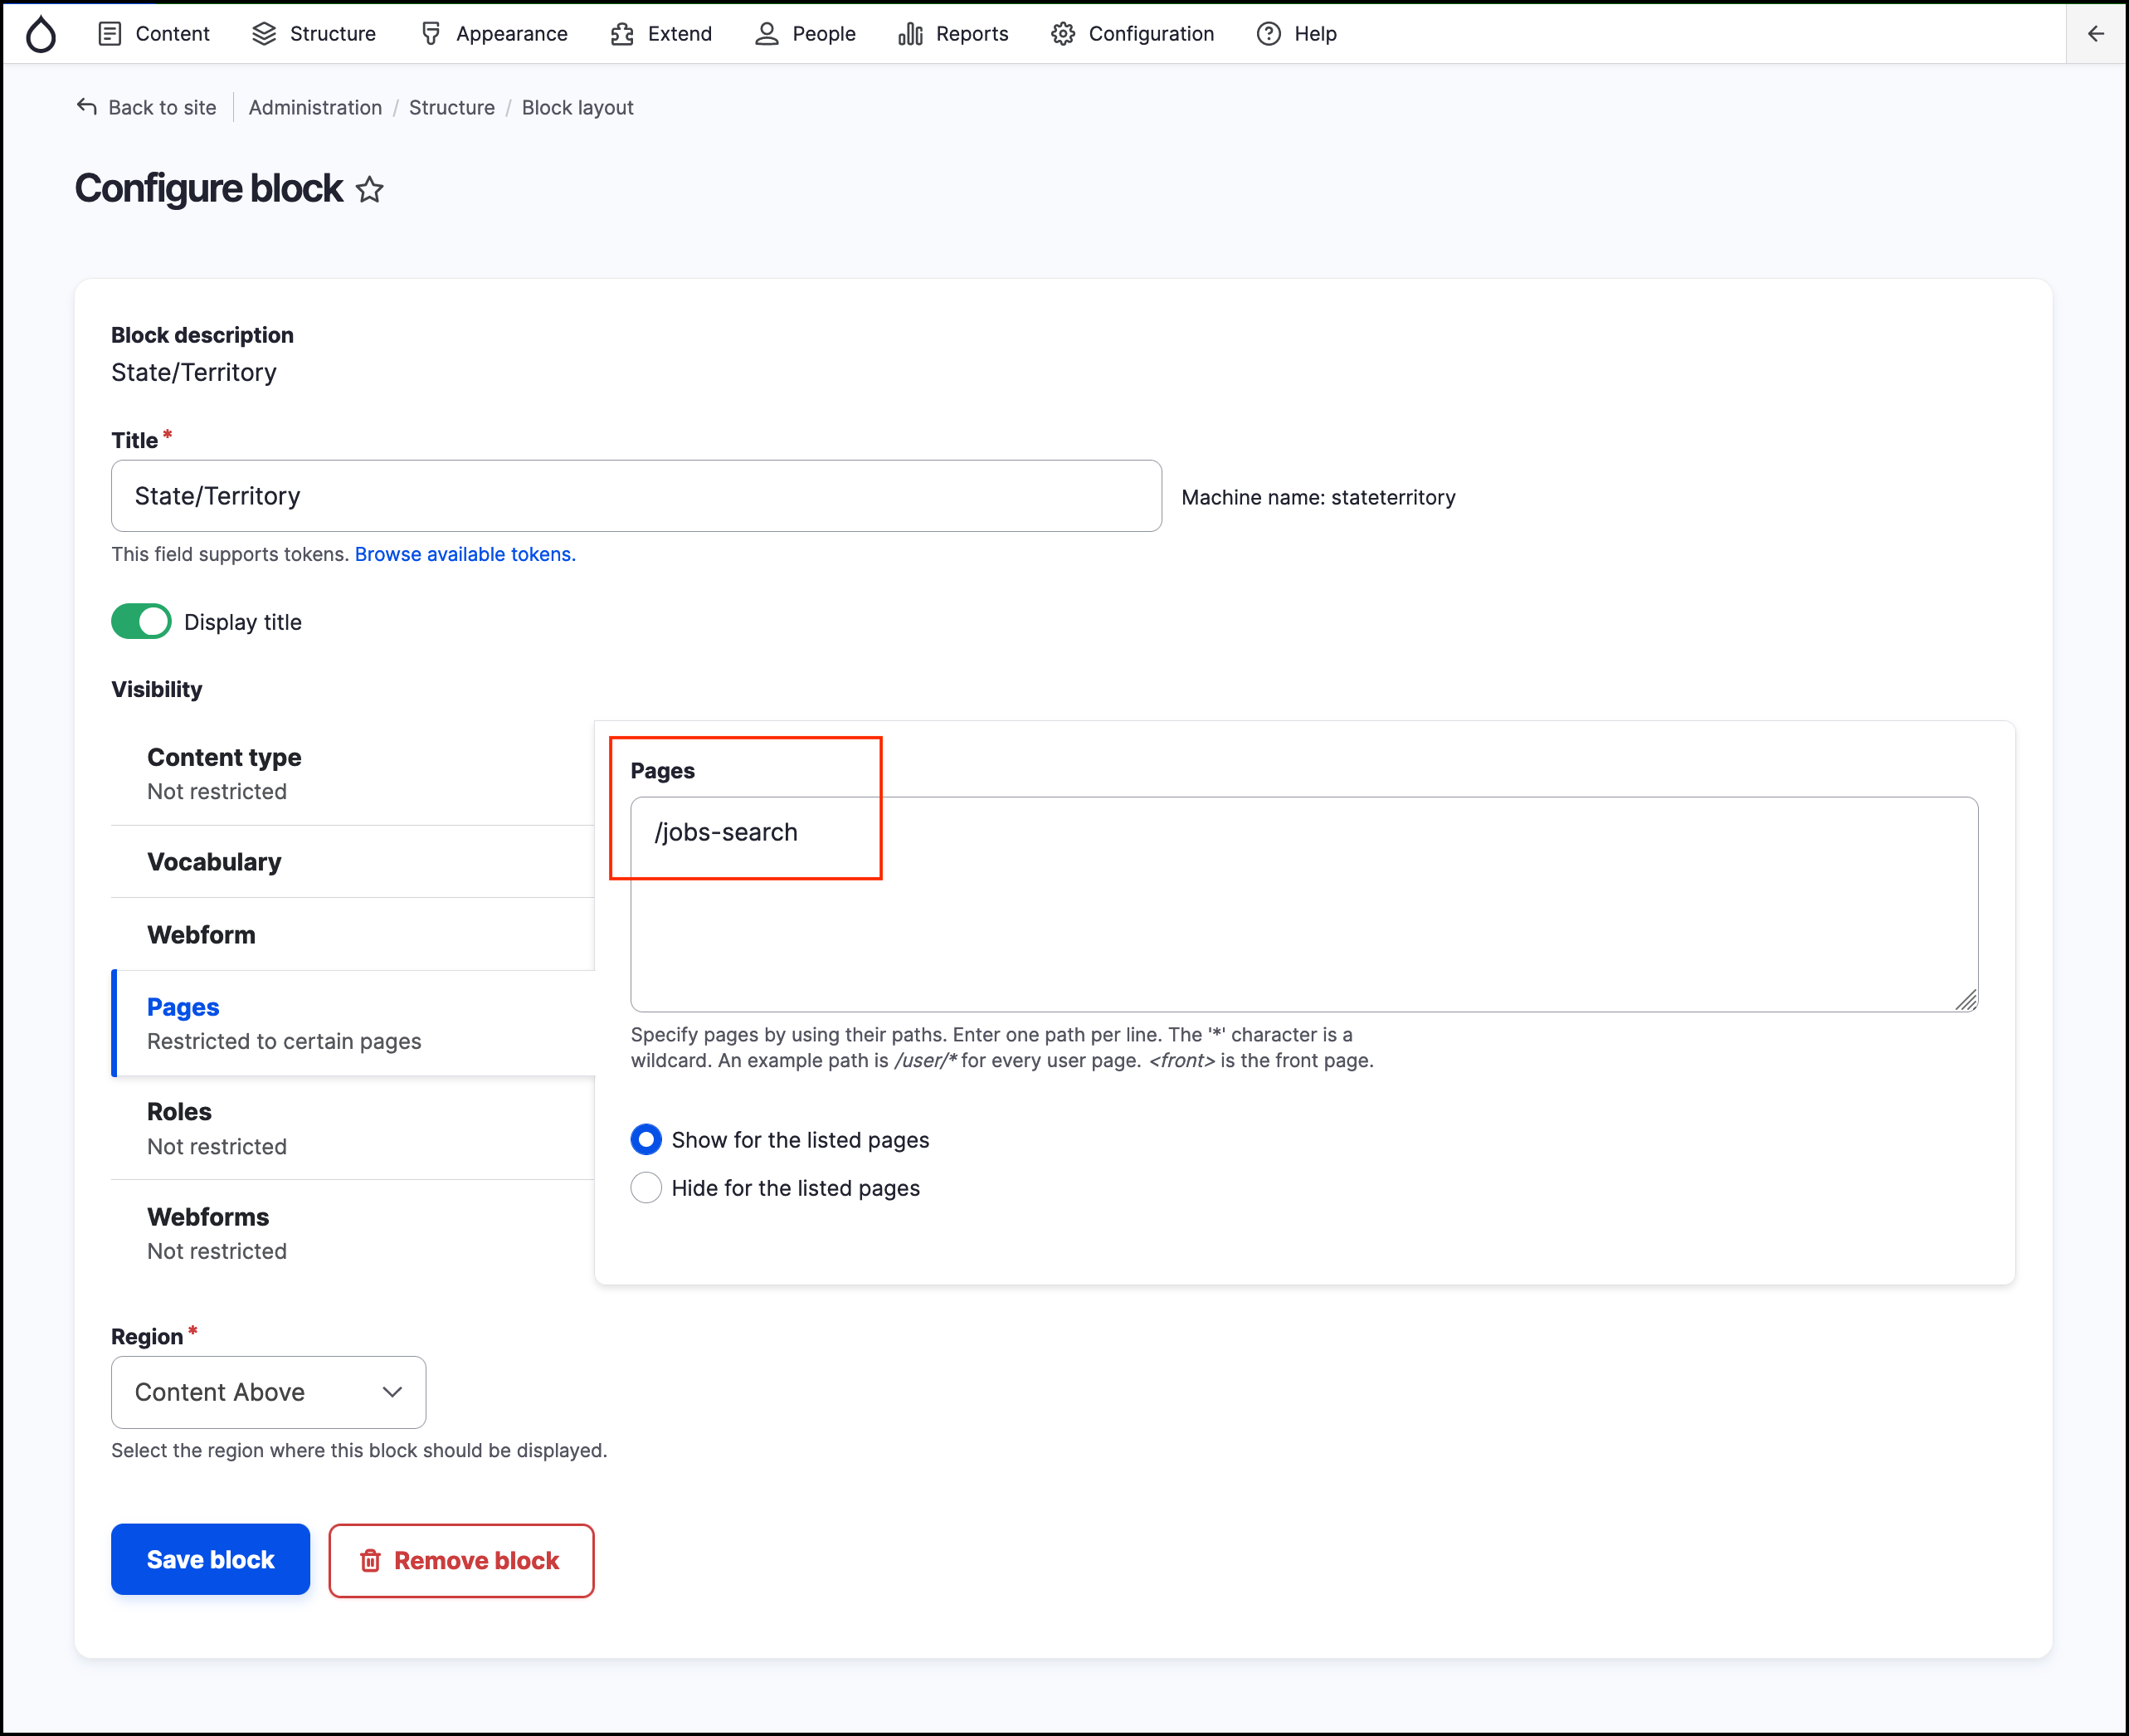 Content Structure Appearance Extend People Reports Configuration Help
Back to site Administration / Structure / Block layout
Configure block
Block description
State/Territory
Title *
State/Territory
Machine name: stateterritory
This field supports tokens. Browse available tokens.
Display title
Visibility
Content type
Not restricted
Vocabulary
Webform
Pages
Restricted to certain pages
Roles
Not restricted
Webforms
Not restricted
Pages
/jobs-search
Specify pages by using their paths. Enter one path per line. The '*' character is a
wildcard. An example path is /user/* for every user page. <front> is the front page.
Show for the listed pages
Hide for the listed pages
Region *
Content Above
Select the region where this block should be displayed.
Save block
Remove block